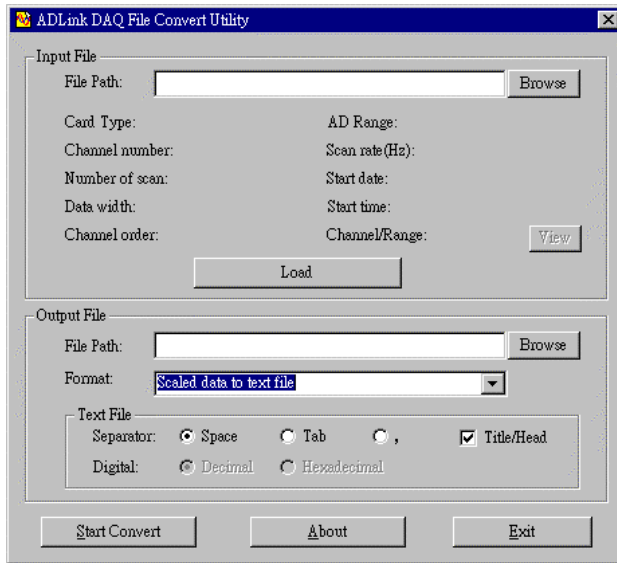 ADLink DAQ File Convert Utility
Input File
File Path: Browse
Card Type: AD Range:
Channel number: Scan rate(Hz):
Number of scan: Start date:
Data width: Start time:
Channel order: Channel/Range: View
Load
Output File
File Path: Browse
Format: Scaled data to text file
Text File
Separator: Space Tab , Title/Head
Digital: Decimal Hexadecimal
Start Convert About Exit